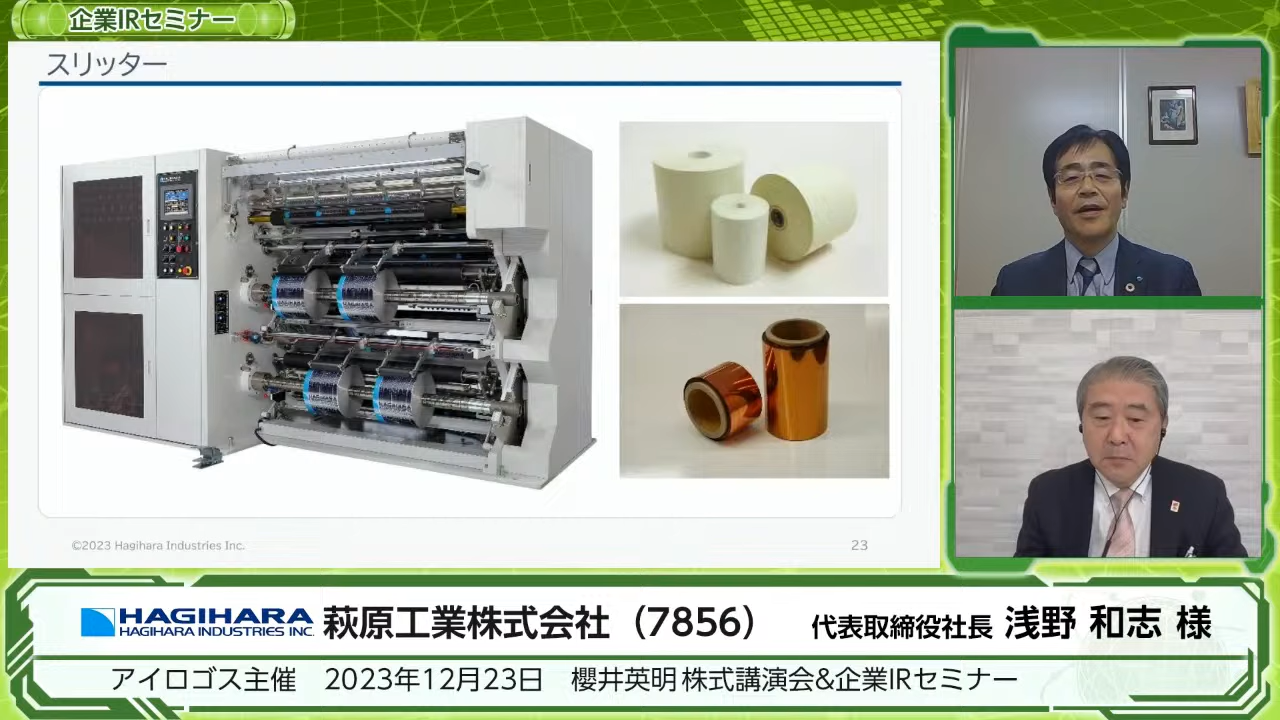 企業IRセミナー
スリッター
©2023 Hagihara Industries Inc.
23
HAGIHARA
HAGIHARA INDUSTRIES INC.
萩原工業株式会社（7856）
代表取締役社長 浅野 和志 様
アイロゴス主催 2023年12月23日 櫻井英明 株式講演会&企業IRセミナー